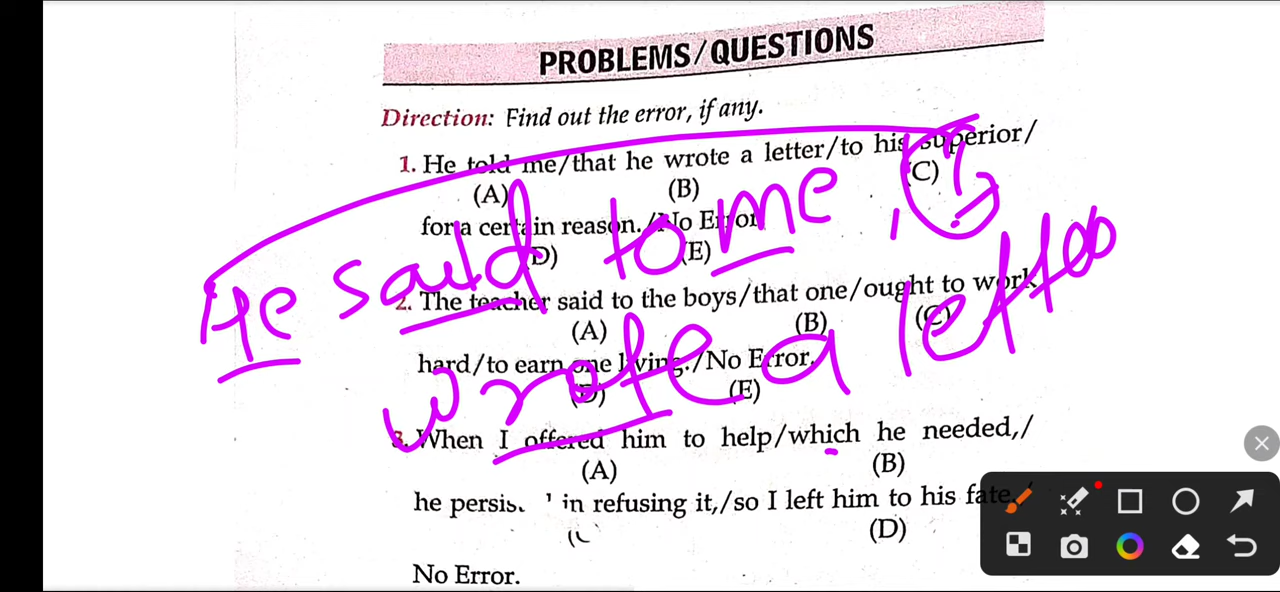 PROBLEMS/QUESTIONS
Direction: Find out the error, if any.
1. He told me/that he wrote a letter/to his superior/
(A) (B) (C)
for a certain reason./No Error
(D) (E)
He said to me,
2. The teacher said to the boys/that one/ought to work
(A) (B) (C)
hard/to earn one living./No Error.
(D) (E)
wrote a letter
3. When I offered him to help/which he needed,/
(A) (B)
he in refusing it,/so I left him to his fate./
(D)
No Error.